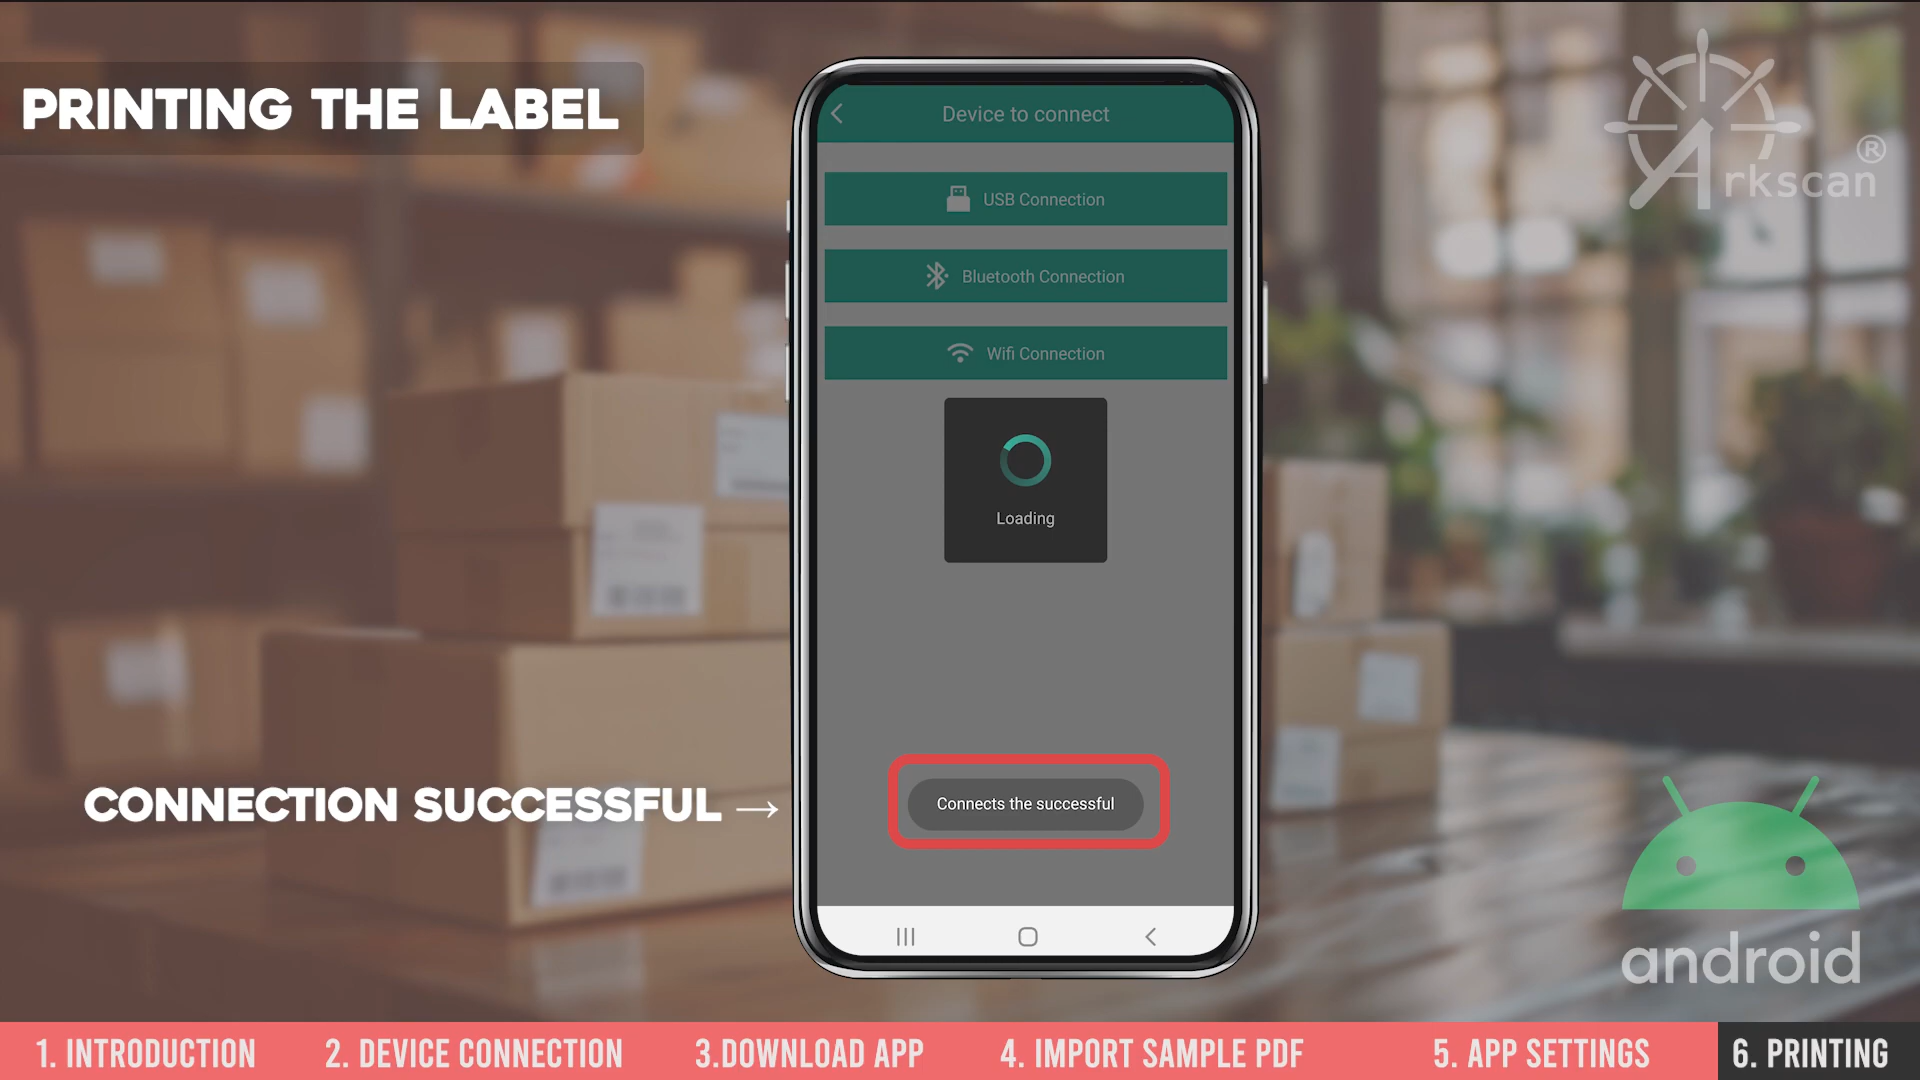 PRINTING THE LABEL
Device to connect
USB Connection
Bluetooth Connection
Wifi Connection
Loading
Connects the successful
CONNECTION SUCCESSFUL →
Arkscan ®
android
1. INTRODUCTION
2. DEVICE CONNECTION
3.DOWNLOAD APP
4. IMPORT SAMPLE PDF
5. APP SETTINGS
6. PRINTING